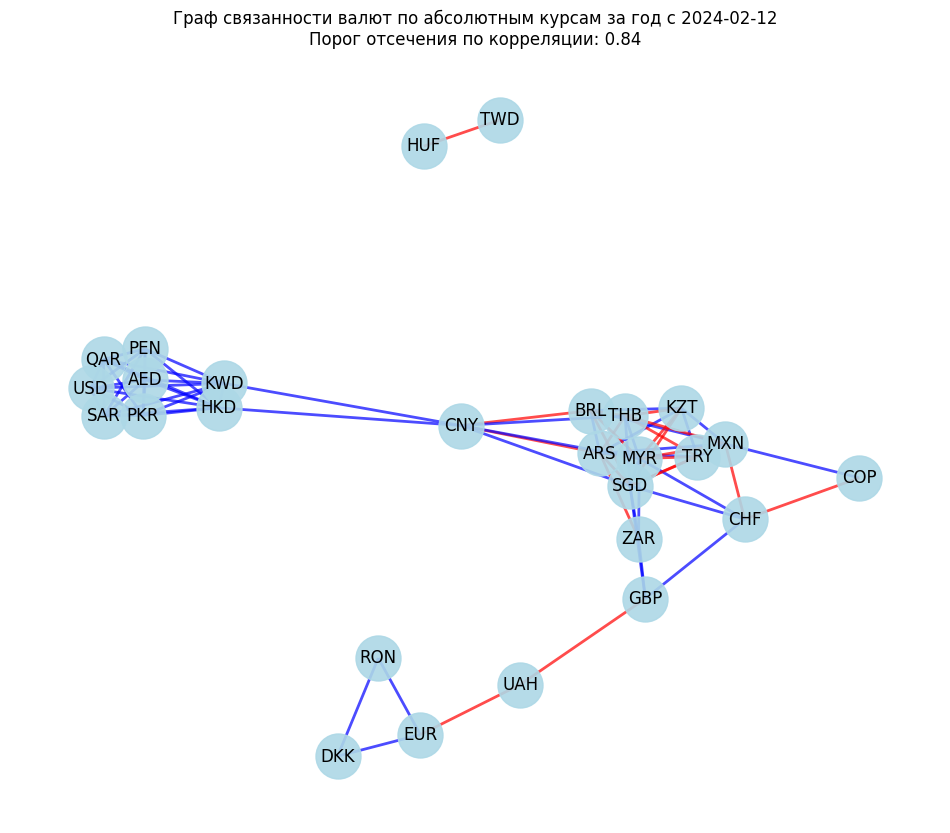 Граф связанности валют по абсолютным курсам за год с 2024-02-12
Порог отсечения по корреляции: 0.84
TWD
HUF
PEN
QAR
AED
USD
KWD
SAR
PKR
HKD
CNY
BRL
THB
KZT
ARS
MYR
TRY
MXN
SGD
COP
CHF
ZAR
GBP
RON
UAH
EUR
DKK